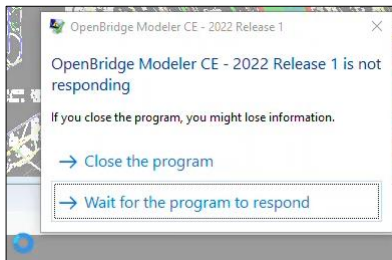 OpenBridge Modeler CE - 2022 Release 1
OpenBridge Modeler CE - 2022 Release 1 is not
responding
If you close the program, you might lose information.
→ Close the program
→ Wait for the program to respond